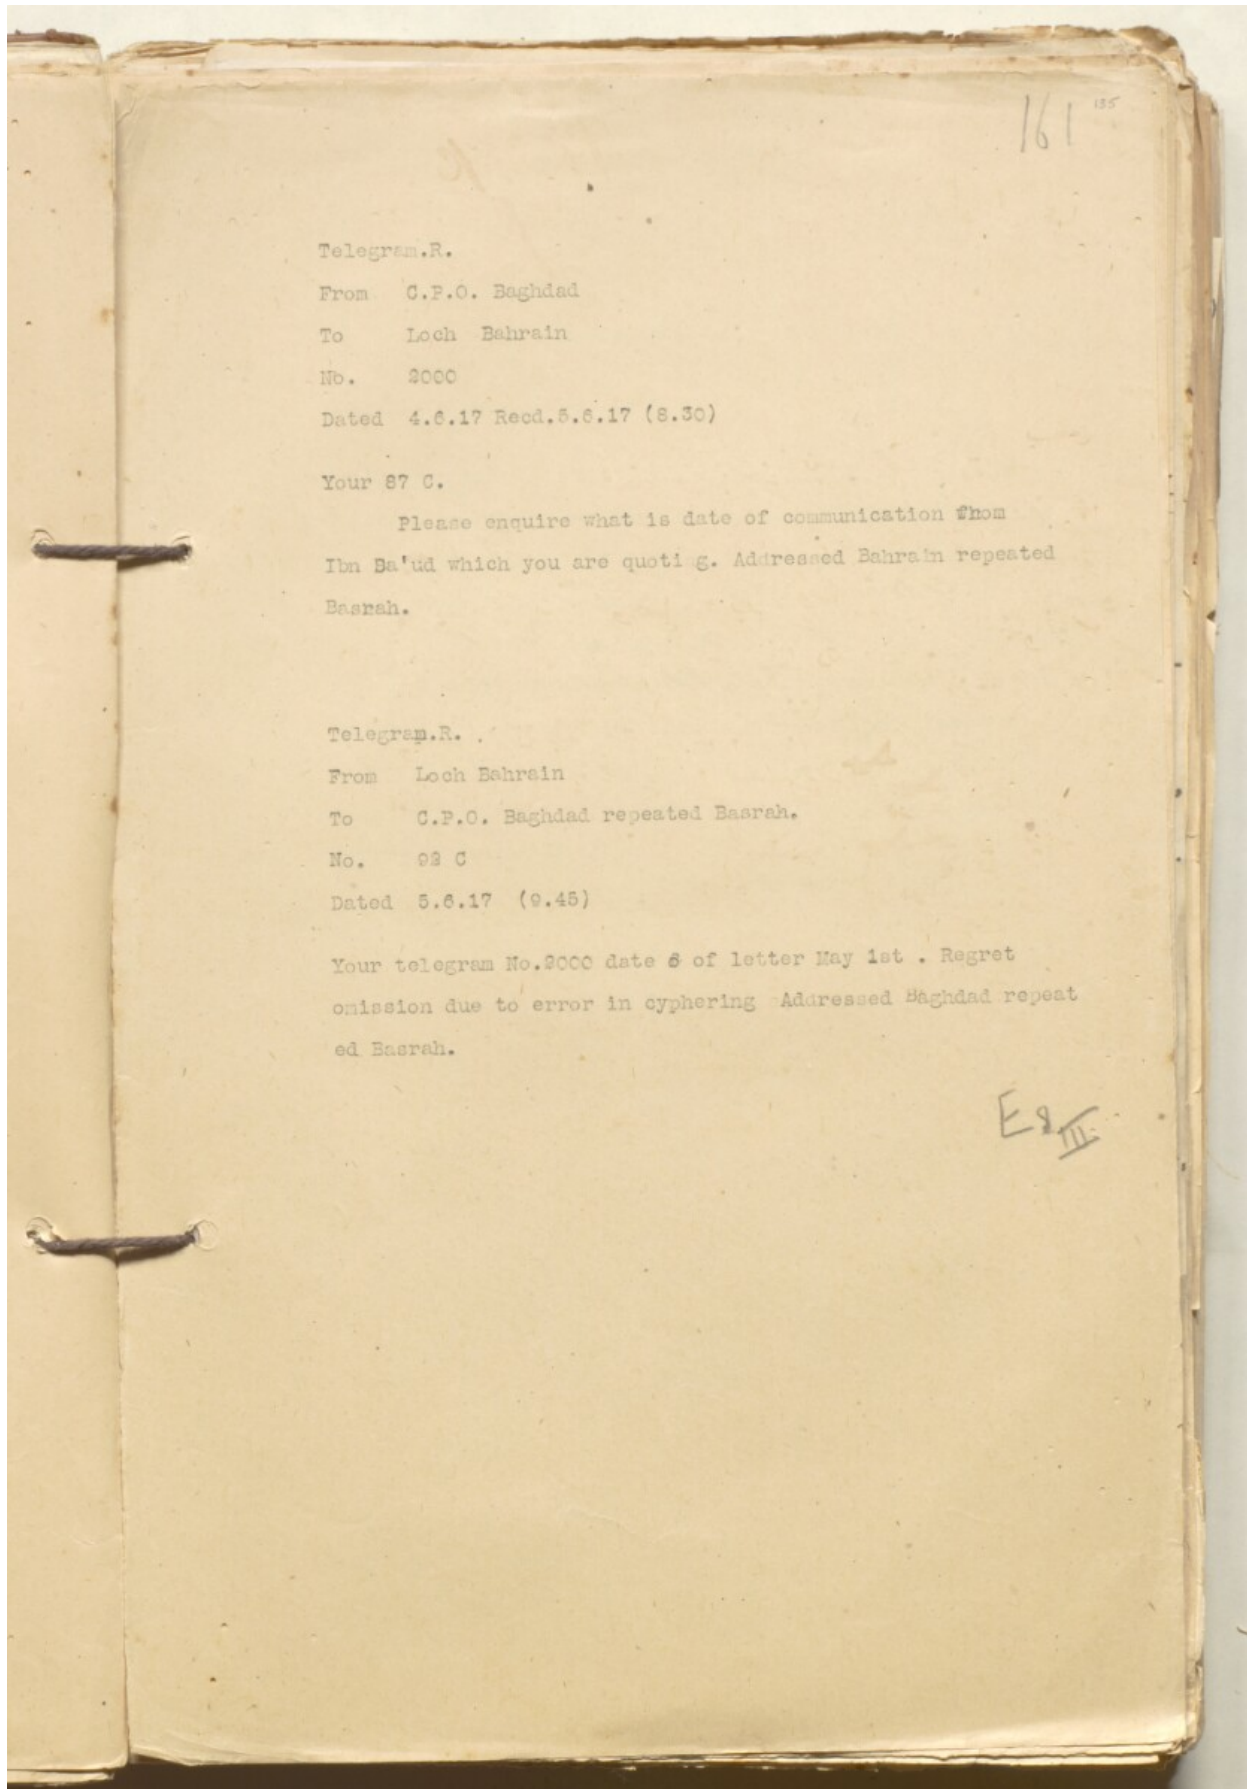 161 185
Telegram.R.
From C.P.O. Baghdad
To Loch Bahrain
No. 2000
Dated 4.6.17 Recd.5.6.17 (8.30)
Your 87 C.
Please enquire what is date of communication fhom
Ibn Sa'ud which you are quoti g. Addressed Bahrain repeated
Basrah.
Telegram.R. .
From Loch Bahrain
To C.P.O. Baghdad repeated Basrah.
No. 92 C
Dated 5.6.17 (9.45)
Your telegram No.2000 date 6 of letter May 1st . Regret
omission due to error in cyphering Addressed Baghdad repeat
ed Basrah.
E 8 III